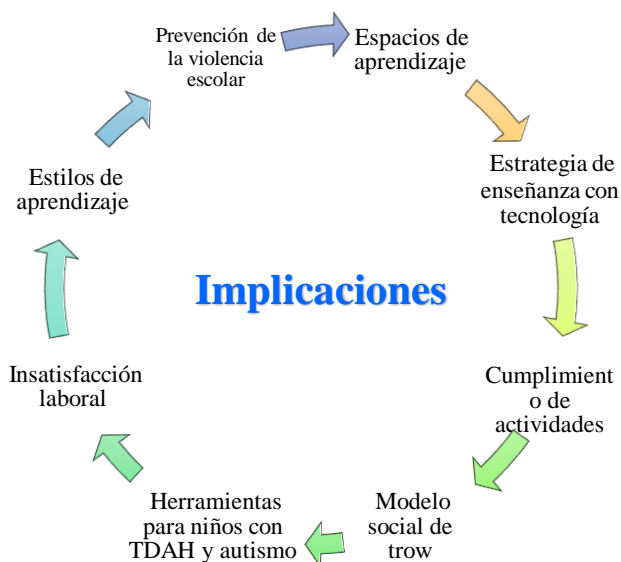 Prevención de
la violencia
escolar
Espacios de
aprendizaje
Estrategia de
enseñanza con
tecnología
Cumplimient
o de
actividades
Modelo
social de
trow
Herramientas
para niños con
TDAH y autismo
Insatisfacción
laboral
Estilos de
aprendizaje
Implicaciones